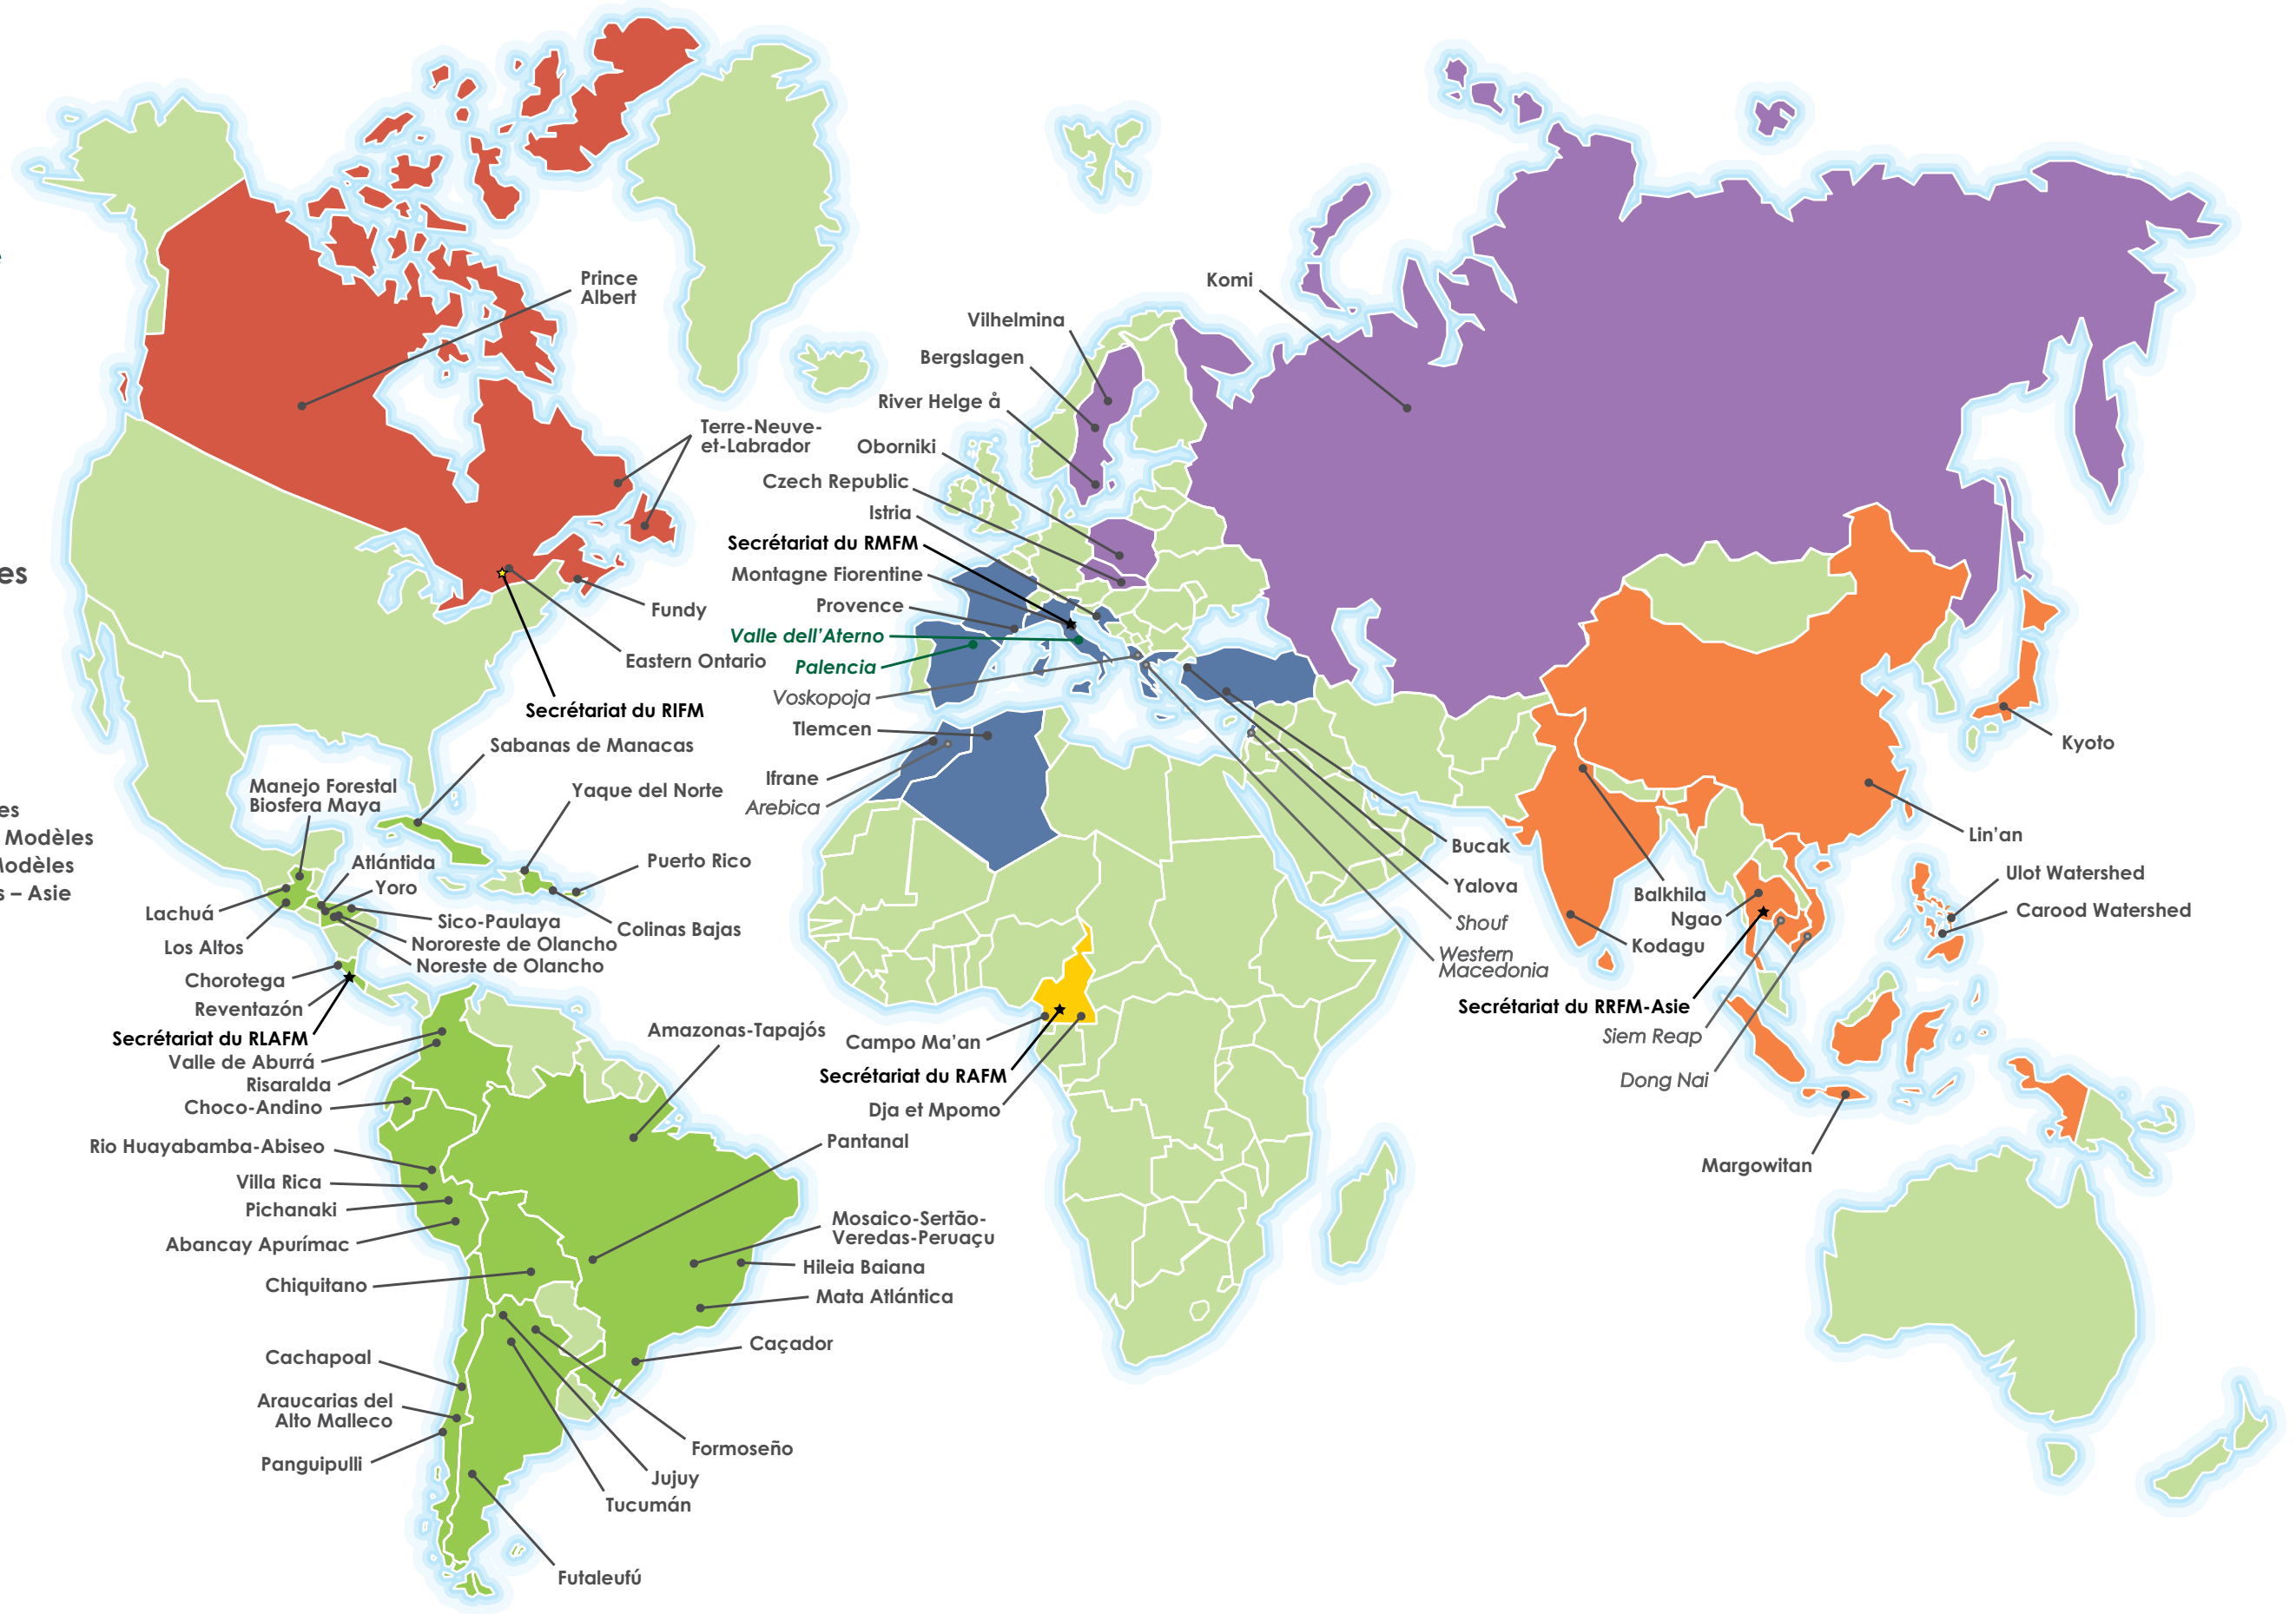 e
es
es
Modèles
Modèles
s – Asie
Prince
Albert
Terre-Neuve-
et-Labrador
Fundy
Eastern Ontario
Secrétariat du RIFM
Sabanas de Manacas
Manejo Forestal
Biosfera Maya
Yaque del Norte
Atlántida
Yoro
Puerto Rico
Lachuá
Los Altos
Sico-Paulaya
Nororeste de Olancho
Noreste de Olancho
Colinas Bajas
Chorotega
Reventazón
Secrétariat du RLAFM
Valle de Aburrá
Risaralda
Choco-Andino
Rio Huayabamba-Abiseo
Villa Rica
Pichanaki
Abancay Apurímac
Chiquitano
Cachapoal
Araucarias del
Alto Malleco
Panguipulli
Amazonas-Tapajós
Pantanal
Mosaico-Sertão-
Veredas-Peruaçu
Hileia Baiana
Mata Atlántica
Caçador
Formoseño
Jujuy
Tucumán
Futaleufú
Komi
Vilhelmina
Bergslagen
River Helge å
Oborniki
Czech Republic
Istria
Secrétariat du RMFM
Montagne Fiorentine
Provence
Valle dell’Aterno
Palencia
Voskopoja
Tlemcen
Ifrane
Arebica
Campo Ma’an
Secrétariat du RAFM
Dja et Mpomo
Bucak
Yalova
Shouf
Western
Macedonia
Kyoto
Lin’an
Balkhila
Ngao
Kodagu
Ulot Watershed
Carood Watershed
Secrétariat du RRFM-Asie
Siem Reap
Dong Nai
Margowitan